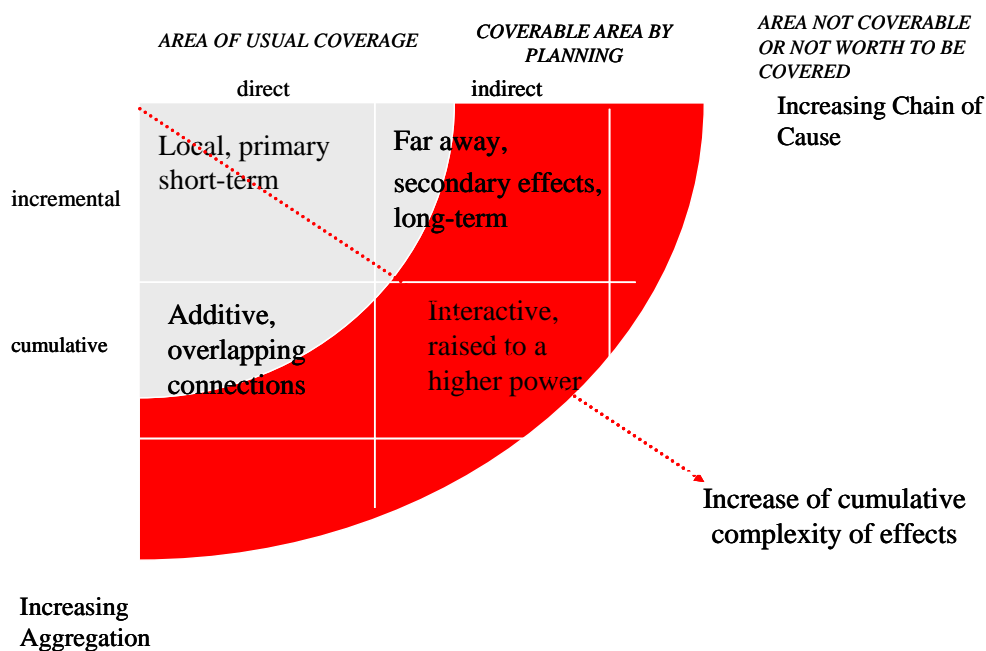 AREA OF USUAL COVERAGE
COVERABLE AREA BY
PLANNING
AREA NOT COVERABLE
OR NOT WORTH TO BE
COVERED
direct
indirect
Increasing Chain of
Cause
incremental
Local, primary
short-term
Far away,
secondary effects,
long-term
cumulative
Additive,
overlapping
connections
Interactive,
raised to a
higher power
Increase of cumulative
complexity of effects
Increasing
Aggregation